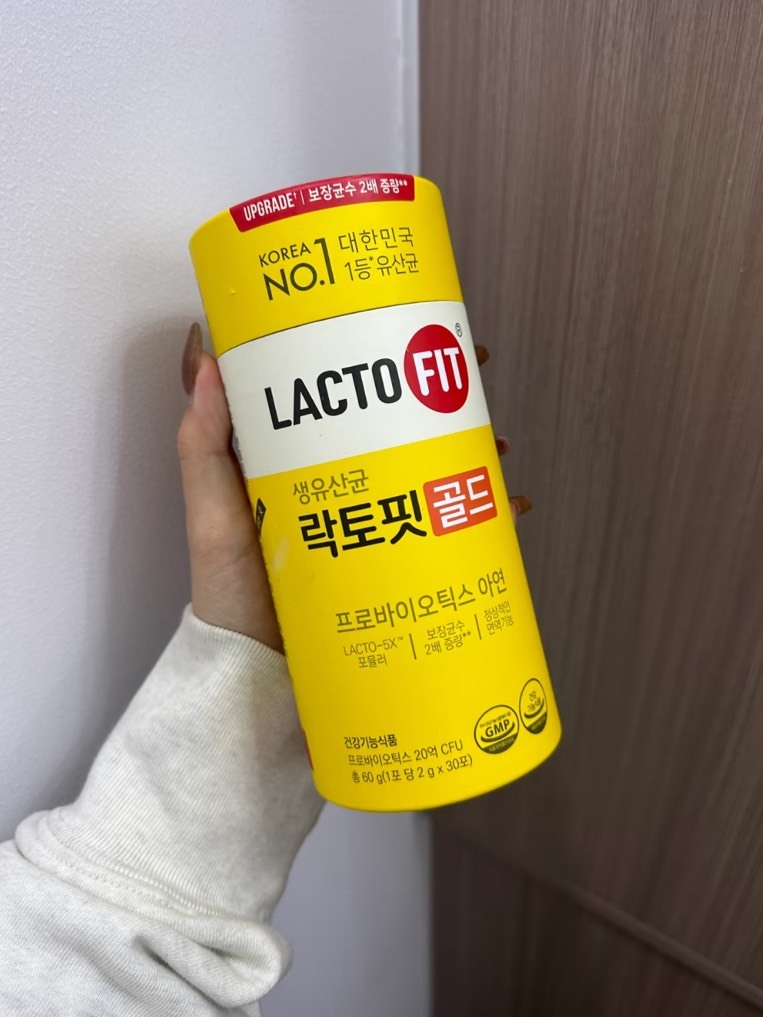 UPGRADE† | 보장균수 2배 증량**
KOREA
NO.1
대한민국
1등* 유산균
LACTO FIT®
생유산균
락토핏 골드
프로바이오틱스 아연
LACTO-5X™
포뮬러
보장균수
2배 증량**
정상적인
면역기능
건강기능식품
프로바이오틱스 20억 CFU
총 60 g(1포 당 2 g x 30포)
GMP